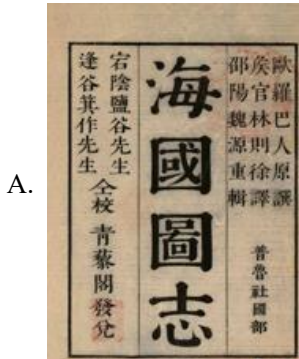 A.
歐羅巴人原撰
矦官林則徐譯
邵陽魏源重輯
普魯社國部
海國圖志
宕陰鹽谷先生
逢谷箕作先生
仝校 青藜閣發兌